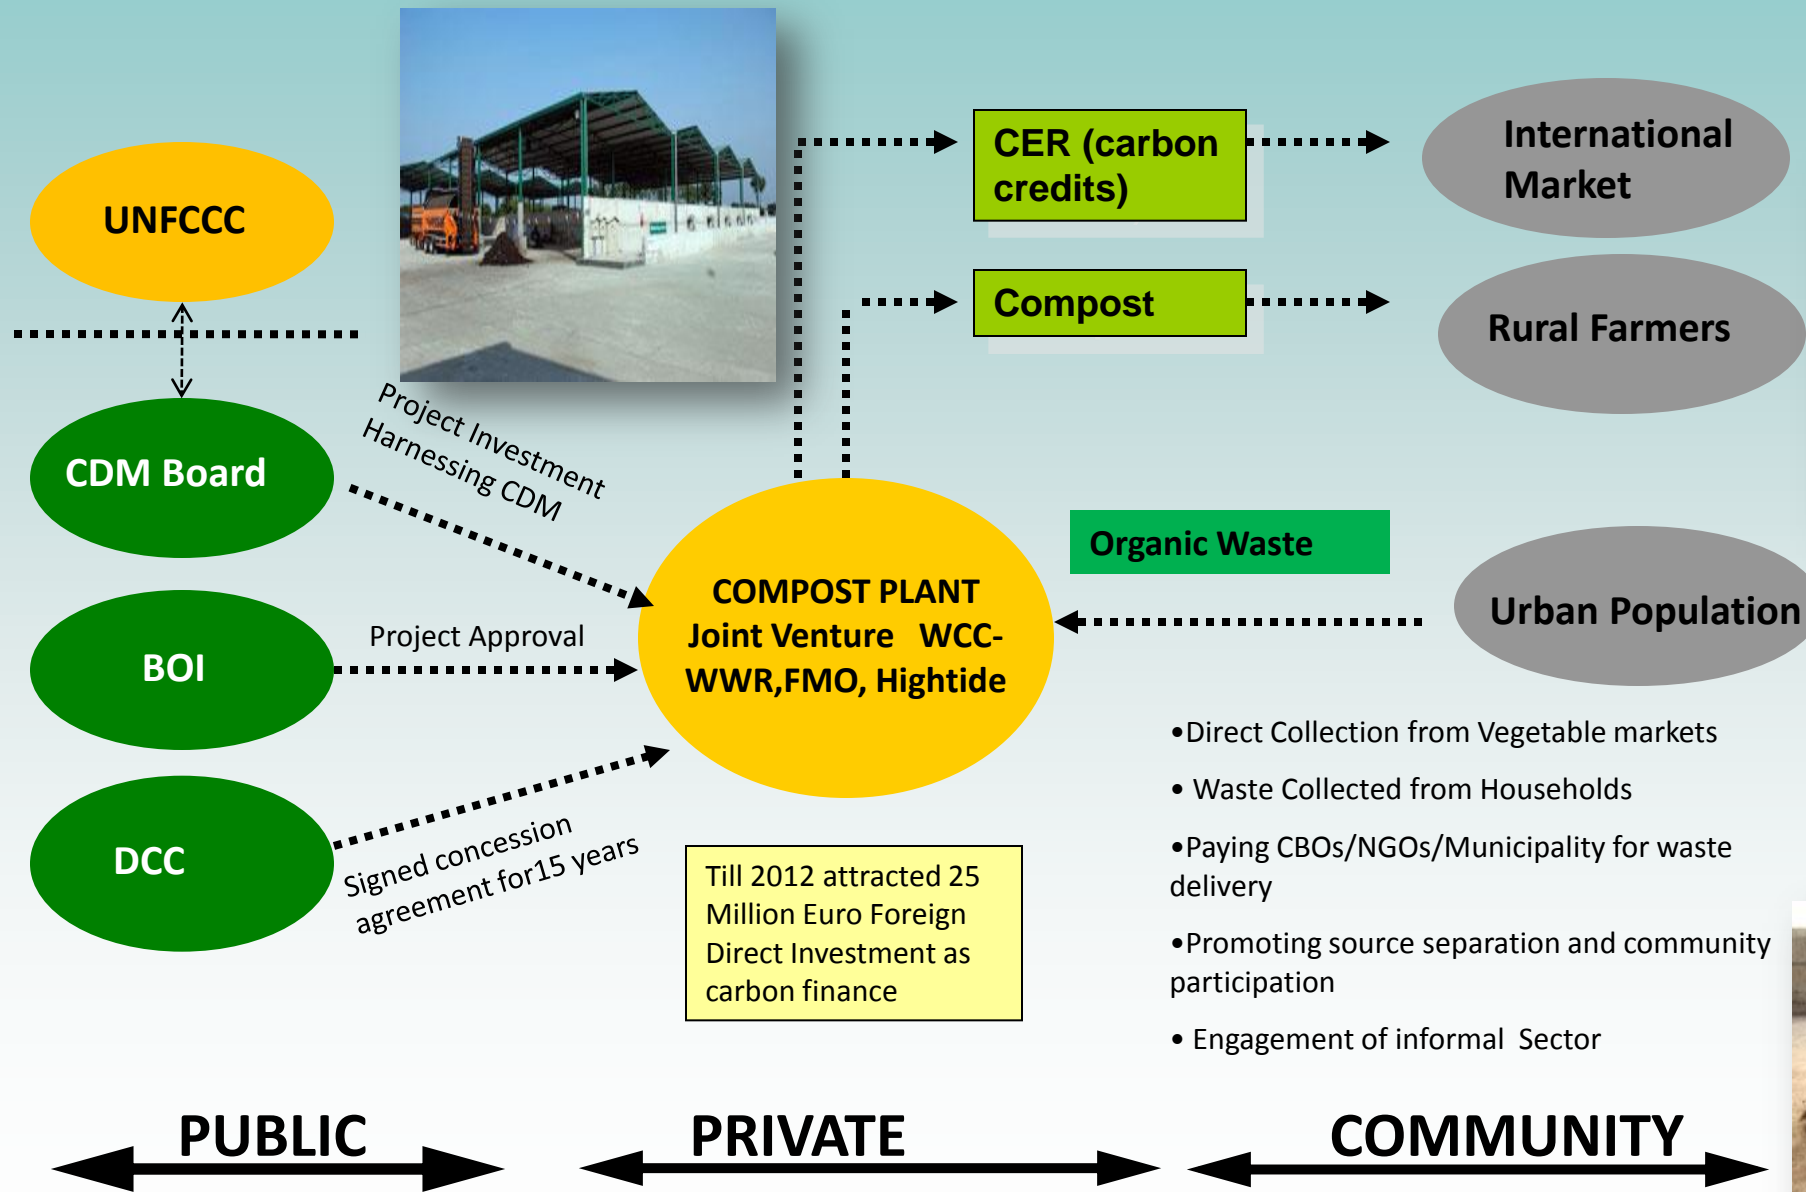 UNFCCC
CDM Board
BOI
DCC
Project Investment
Harnessing CDM
Project Approval
Signed concession
agreement for15 years
COMPOST PLANT
Joint Venture   WCC-
WWR,FMO, Hightide
Till 2012 attracted 25
Million Euro Foreign
Direct Investment as
carbon finance
CER (carbon
credits)
Compost
International
Market
Rural Farmers
Organic Waste
Urban Population
•Direct Collection from Vegetable markets
• Waste Collected from Households
•Paying CBOs/NGOs/Municipality for waste
delivery
•Promoting source separation and community
participation
• Engagement of informal  Sector
PUBLIC
PRIVATE
COMMUNITY